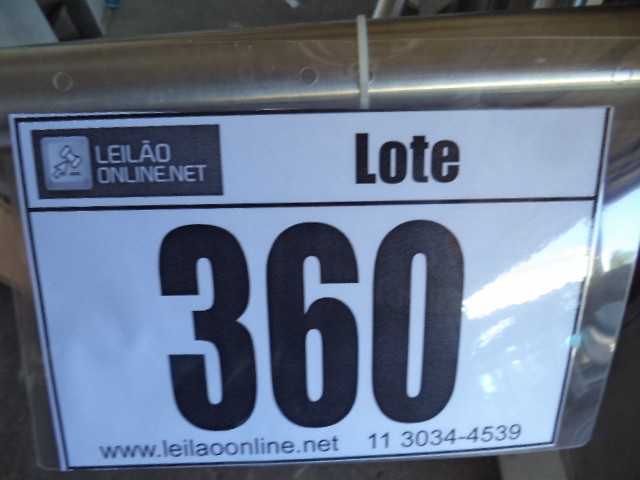 LEILÃO
ONLINE.NET
Lote
360
www.leilaoonline.net 11 3034-4539